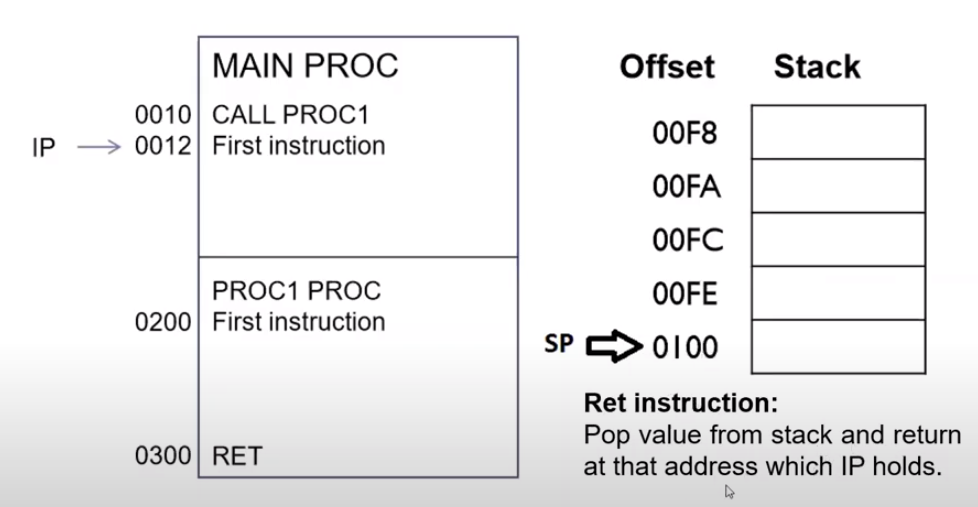 MAIN PROC
0010 CALL PROC1
IP 0012 First instruction
PROC1 PROC
0200 First instruction
0300 RET
Offset Stack
00F8
00FA
00FC
00FE
SP 0100
Ret instruction:
Pop value from stack and return
at that address which IP holds.